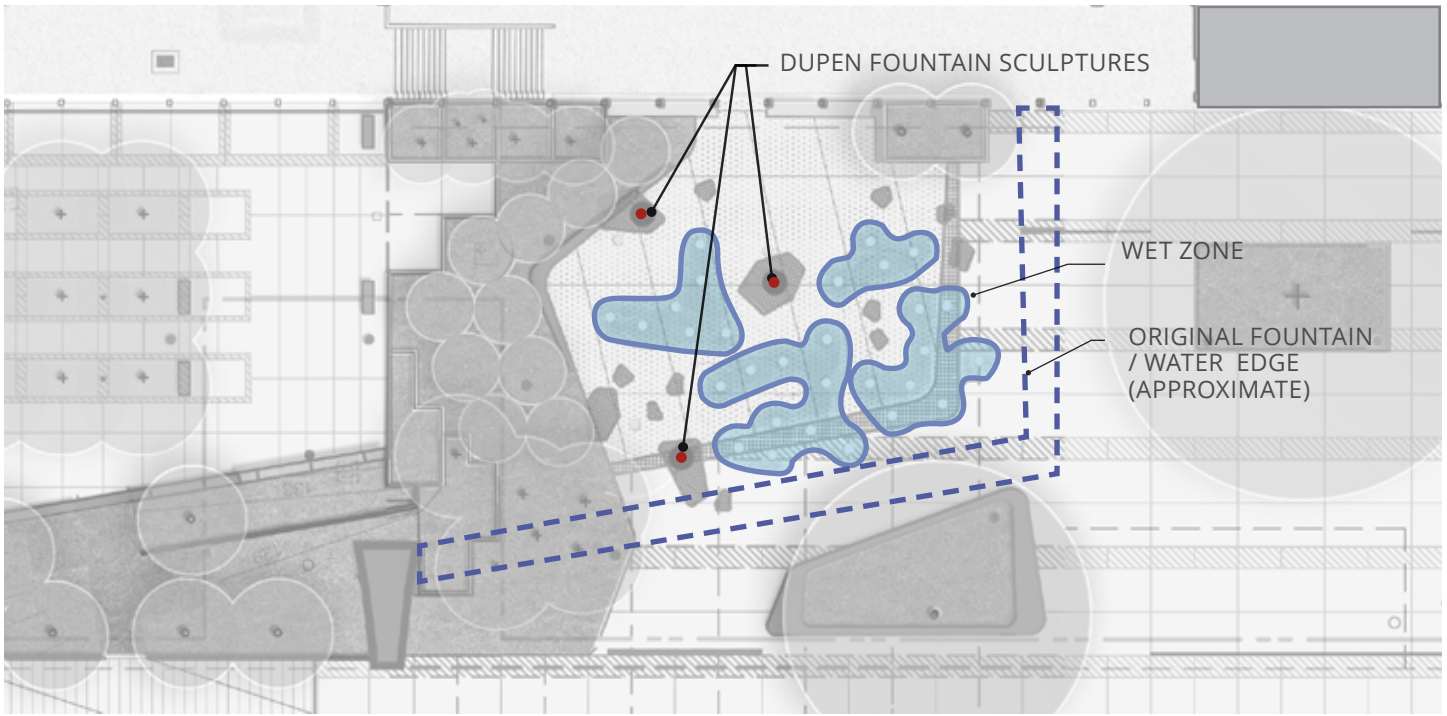 DUPEN FOUNTAIN SCULPTURES
WET ZONE
ORIGINAL FOUNTAIN
/ WATER EDGE
(APPROXIMATE)